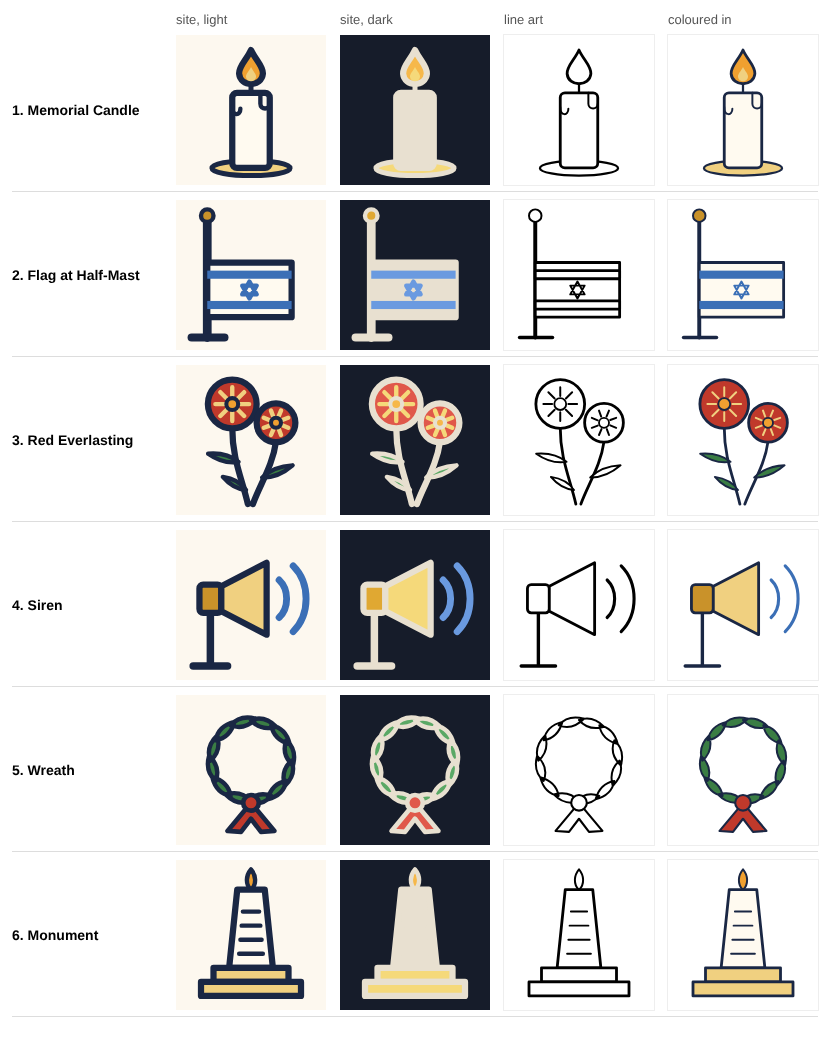 site, light site, dark line art coloured in
1. Memorial Candle
2. Flag at Half-Mast
3. Red Everlasting
4. Siren
5. Wreath
6. Monument